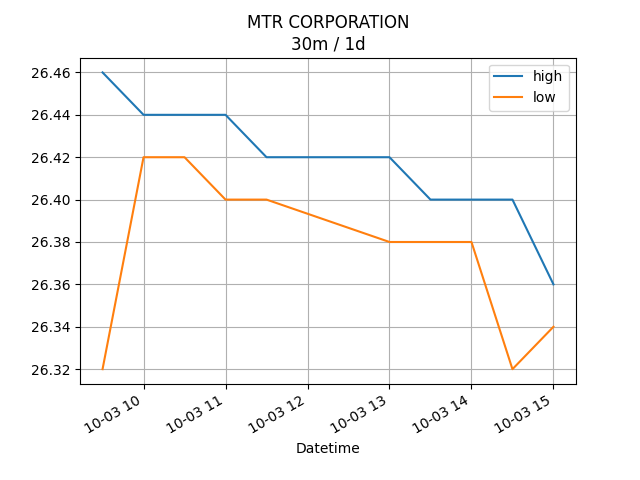 MTR CORPORATION
30m / 1d
high
low
26.46
26.44
26.42
26.40
26.38
26.36
26.34
26.32
10-03 10
10-03 11
10-03 12
10-03 13
10-03 14
10-03 15
Datetime